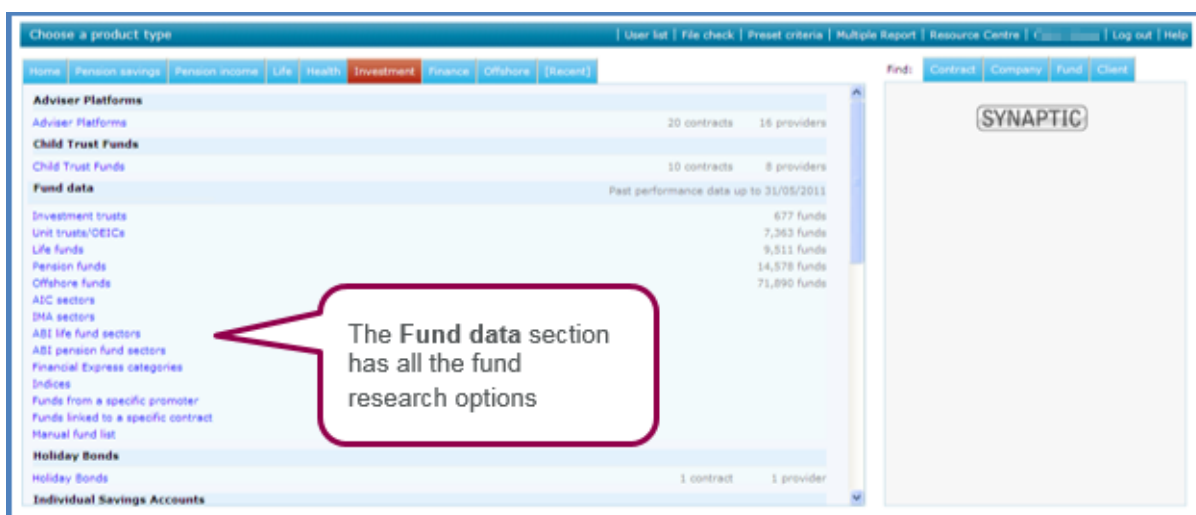 Choose a product type | User list | File check | Preset criteria | Multiple Report | Resource Centre | | Log out | Help
Home Pension savings Pension income Life Health Investment Finance Offshore [Recent] Find: Contract Company Fund Client
Adviser Platforms
Adviser Platforms 20 contracts 16 providers
SYNAPTIC
Child Trust Funds
Child Trust Funds 10 contracts 8 providers
Fund data Past performance data up to 31/05/2011
Investment trusts 677 funds
Unit trusts/OEICs 7,363 funds
Life funds 9,511 funds
Pension funds 14,578 funds
Offshore funds 71,890 funds
AIC sectors
IMA sectors
ABI life fund sectors
ABI pension fund sectors
Financial Express categories
Indices
Funds from a specific promoter
Funds linked to a specific contract
Manual fund list
The Fund data section
has all the fund
research options
Holiday Bonds
Holiday Bonds 1 contract 1 provider
Individual Savings Accounts